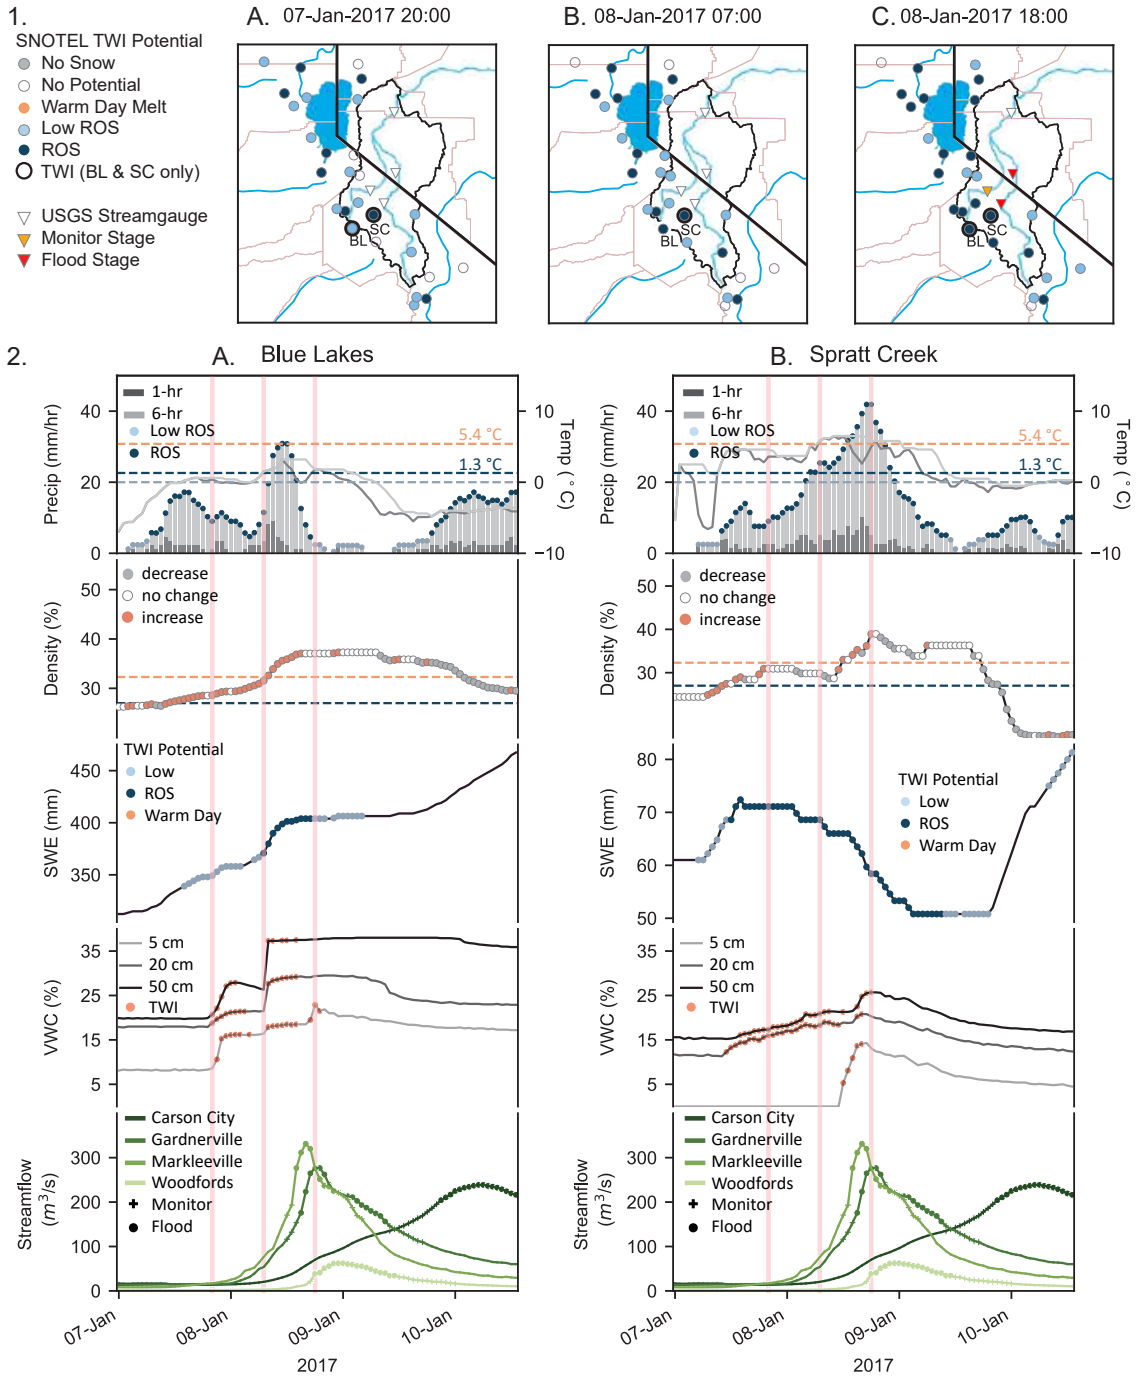 1.
A. 07-Jan-2017 20:00
B. 08-Jan-2017 07:00
C. 08-Jan-2017 18:00
SNOTEL TWI Potential
No Snow
No Potential
Warm Day Melt
Low ROS
ROS
TWI (BL & SC only)
USGS Streamgauge
Monitor Stage
Flood Stage
SC
BL
SC
BL
SC
BL
2.
A. Blue Lakes
B. Spratt Creek
Precip (mm/hr)
40
20
0
1-hr
6-hr
Low ROS
ROS
5.4 °C
1.3 °C
10
0
−10
Temp (°C)
Precip (mm/hr)
40
20
0
1-hr
6-hr
Low ROS
ROS
5.4 °C
1.3 °C
10
0
−10
Temp (°C)
Density (%)
50
40
30
decrease
no change
increase
Density (%)
50
40
30
decrease
no change
increase
SWE (mm)
450
400
350
TWI Potential
Low
ROS
Warm Day
SWE (mm)
80
70
60
50
TWI Potential
Low
ROS
Warm Day
VWC (%)
35
25
15
5
5 cm
20 cm
50 cm
TWI
VWC (%)
35
25
15
5
5 cm
20 cm
50 cm
TWI
Streamflow
(m³/s)
300
200
100
0
Carson City
Gardnerville
Markleeville
Woodfords
Monitor
Flood
07-Jan
08-Jan
09-Jan
10-Jan
2017
Streamflow
(m³/s)
300
200
100
0
Carson City
Gardnerville
Markleeville
Woodfords
Monitor
Flood
07-Jan
08-Jan
09-Jan
10-Jan
2017